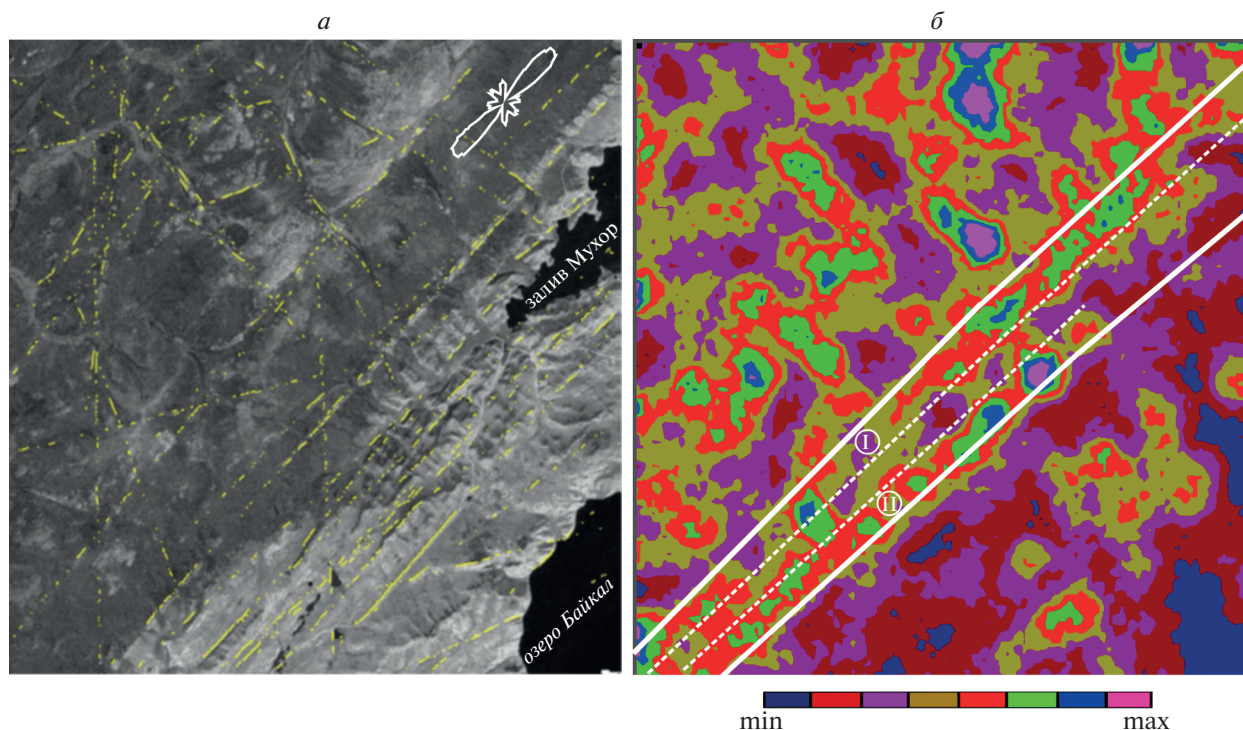 а
б
залив Мухор
озеро Байкал
I
II
min
max